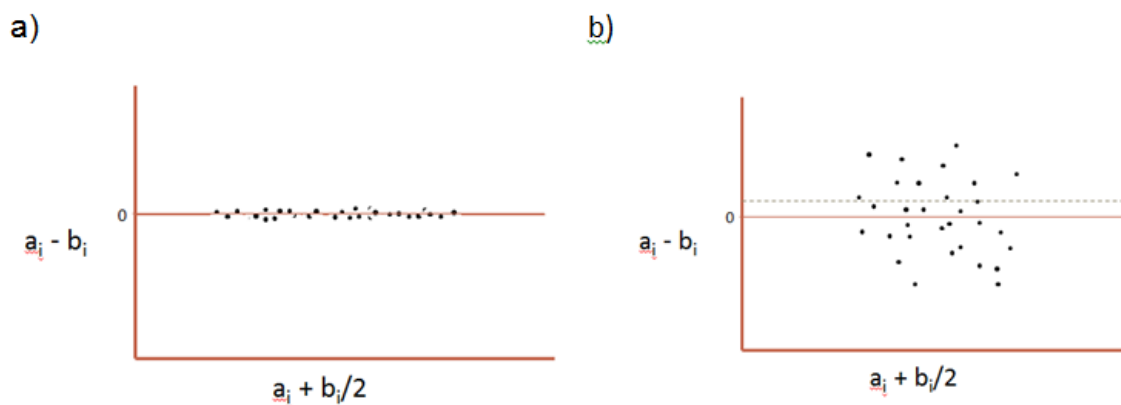 a)
0
aᵢ - bᵢ
aᵢ + bᵢ/2
b)
0
aᵢ - bᵢ
aᵢ + bᵢ/2